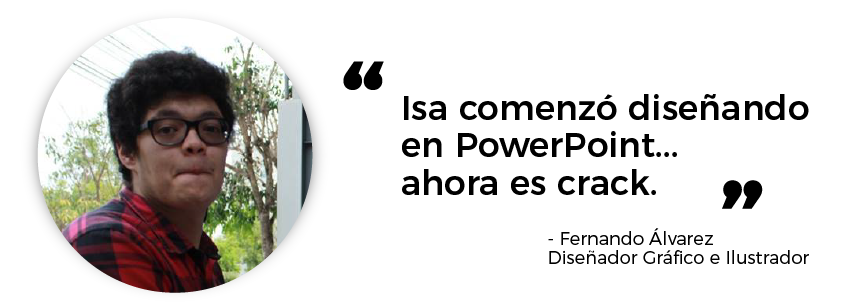 “
Isa comenzó diseñando
en PowerPoint...
ahora es crack.
”
- Fernando Álvarez
Diseñador Gráfico e Ilustrador